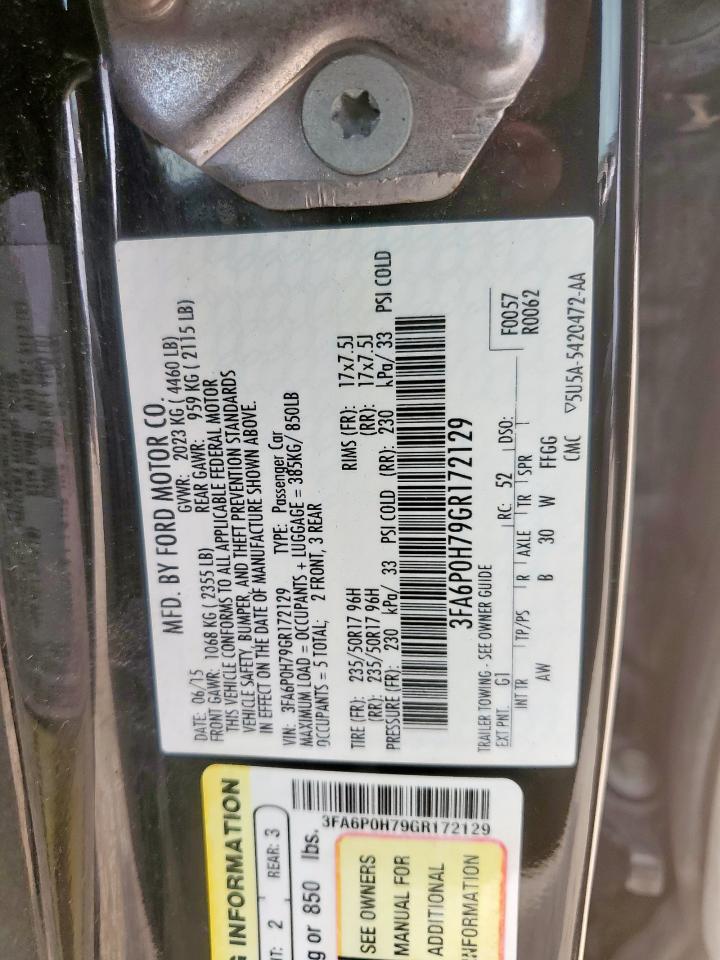 MFD. BY FORD MOTOR CO.
DATE: 06/15 GVWR: 2023 KG ( 4460 LB)
FRONT GAWR: 1068 KG ( 2355 LB) REAR GAWR: 959 KG ( 2115 LB)
THIS VEHICLE CONFORMS TO ALL APPLICABLE FEDERAL MOTOR
VEHICLE SAFETY, BUMPER, AND THEFT PREVENTION STANDARDS
IN EFFECT ON THE DATE OF MANUFACTURE SHOWN ABOVE.
VIN: 3FA6P0H79GR172129 TYPE: Passenger Car
MAXIMUM LOAD = OCCUPANTS + LUGGAGE = 385KG/ 850LB
OCCUPANTS = 5 TOTAL; 2 FRONT, 3 REAR
TIRE (FR): 235/50R17 96H RIMS (FR): 17x7.5J
(RR): 235/50R17 96H (RR): 17x7.5J
PRESSURE (FR): 230 kPa/ 33 PSI COLD (RR): 230 kPa/ 33 PSI COLD
3FA6P0H79GR172129
TRAILER TOWING - SEE OWNER GUIDE
EXT PNT: G1 RC: 52 DSO: F0057
R0062
INT TR TP/PS R AXLE TR SPR
AW B 30 W FFGG
CMC ▽5U5A-5420472-AA
G INFORMATION
NT: 2 REAR: 3
g or 850 lbs.
3FA6P0H79GR172129
SEE OWNERS
MANUAL FOR
ADDITIONAL
INFORMATION